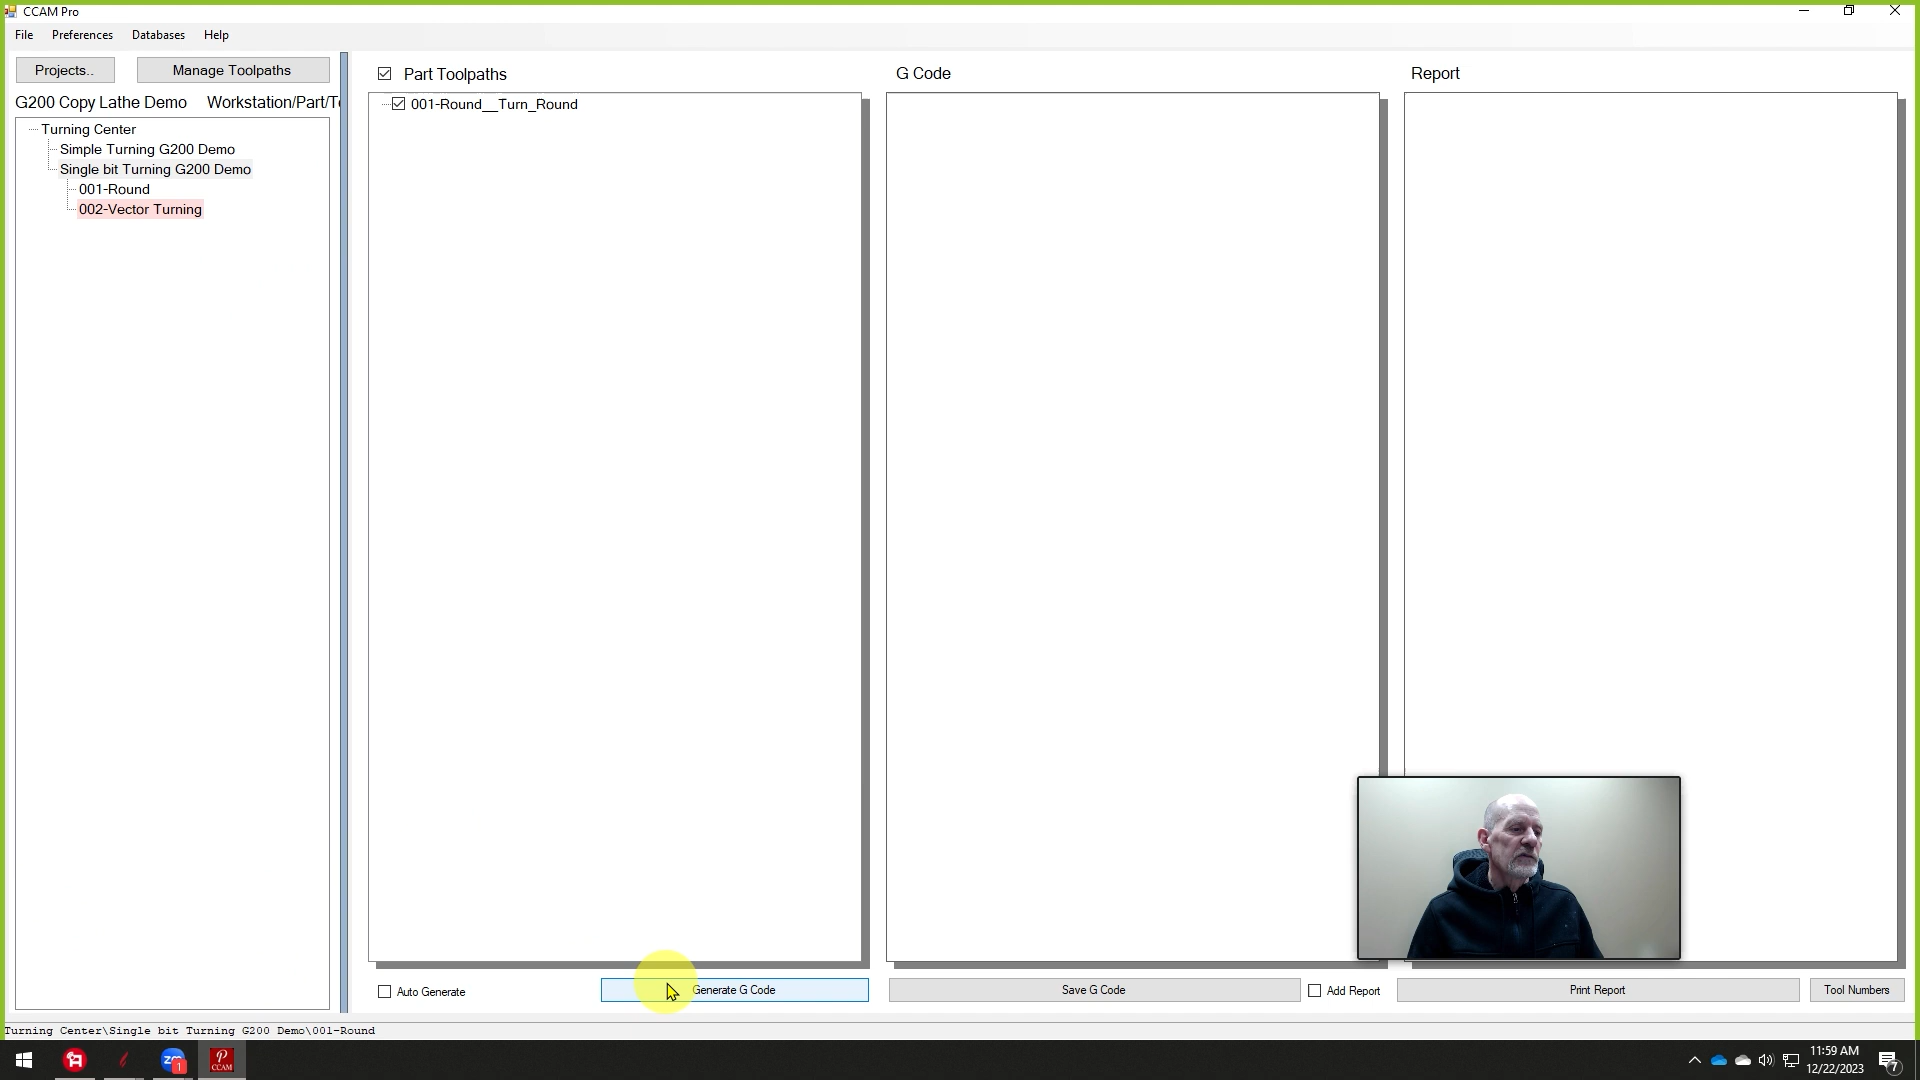 CCAM Pro
File Preferences Databases Help
Projects.. Manage Toolpaths
G200 Copy Lathe Demo Workstation/Part/
Turning Center
Simple Turning G200 Demo
Single bit Turning G200 Demo
001-Round
002-Vector Turning
Part Toolpaths
001-Round__Turn_Round
G Code
Report
Auto Generate
Generate G Code
Save G Code
Add Report
Print Report
Tool Numbers
Turning Center\Single bit Turning G200 Demo\001-Round
1
P
CCAM
11:59 AM
12/22/2023
7